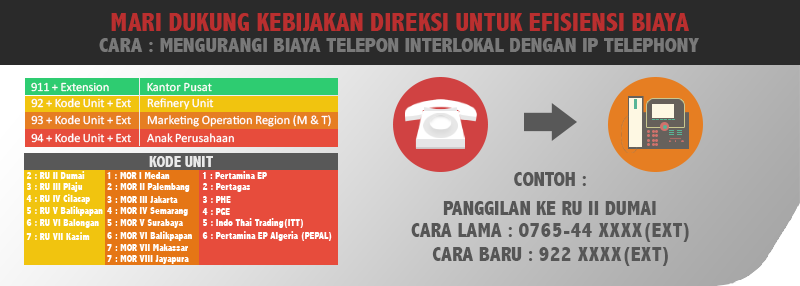 MARI DUKUNG KEBIJAKAN DIREKSI UNTUK EFISIENSI BIAYA
CARA : MENGURANGI BIAYA TELEPON INTERLOKAL DENGAN IP TELEPHONY
911 + Extension Kantor Pusat
92 + Kode Unit + Ext Refinery Unit
93 + Kode Unit + Ext Marketing Operation Region (M & T)
94 + Kode Unit + Ext Anak Perusahaan
KODE UNIT
2 : RU II Dumai
3 : RU III Plaju
4 : RU IV Cilacap
5 : RU V Balikpapan
6 : RU VI Balongan
7 : RU VII Kasim
1 : MOR I Medan
2 : MOR II Palembang
3 : MOR III Jakarta
4 : MOR IV Semarang
5 : MOR V Surabaya
6 : MOR VI Balikpapan
7 : MOR VII Makassar
7 : MOR VIII Jayapura
1 : Pertamina EP
2 : Pertagas
3 : PHE
4 : PGE
5 : Indo Thai Trading(ITT)
6 : Pertamina EP Algeria (PEPAL)
CONTOH :
PANGGILAN KE RU II DUMAI
CARA LAMA : 0765-44 XXXX(EXT)
CARA BARU : 922 XXXX(EXT)